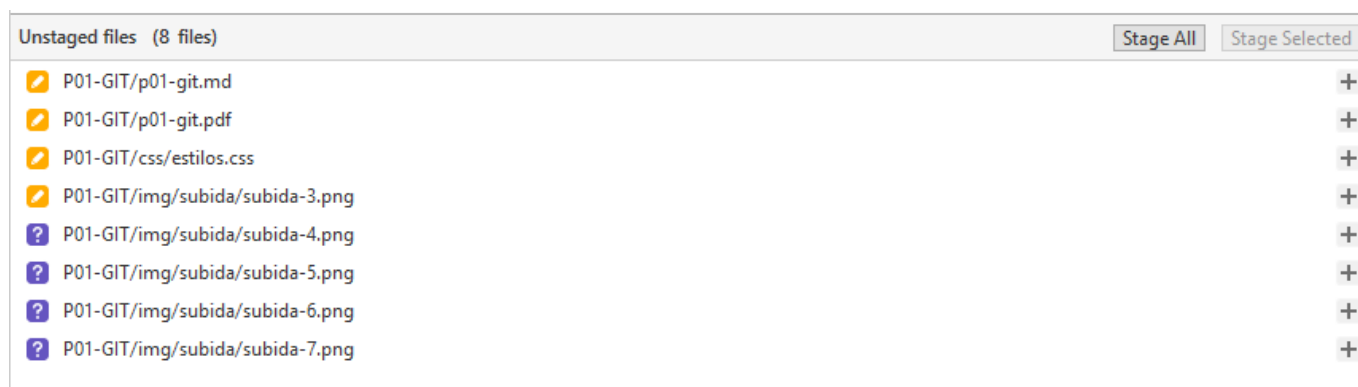 Unstaged files (8 files) Stage All Stage Selected
P01-GIT/p01-git.md
P01-GIT/p01-git.pdf
P01-GIT/css/estilos.css
P01-GIT/img/subida/subida-3.png
? P01-GIT/img/subida/subida-4.png
? P01-GIT/img/subida/subida-5.png
? P01-GIT/img/subida/subida-6.png
? P01-GIT/img/subida/subida-7.png